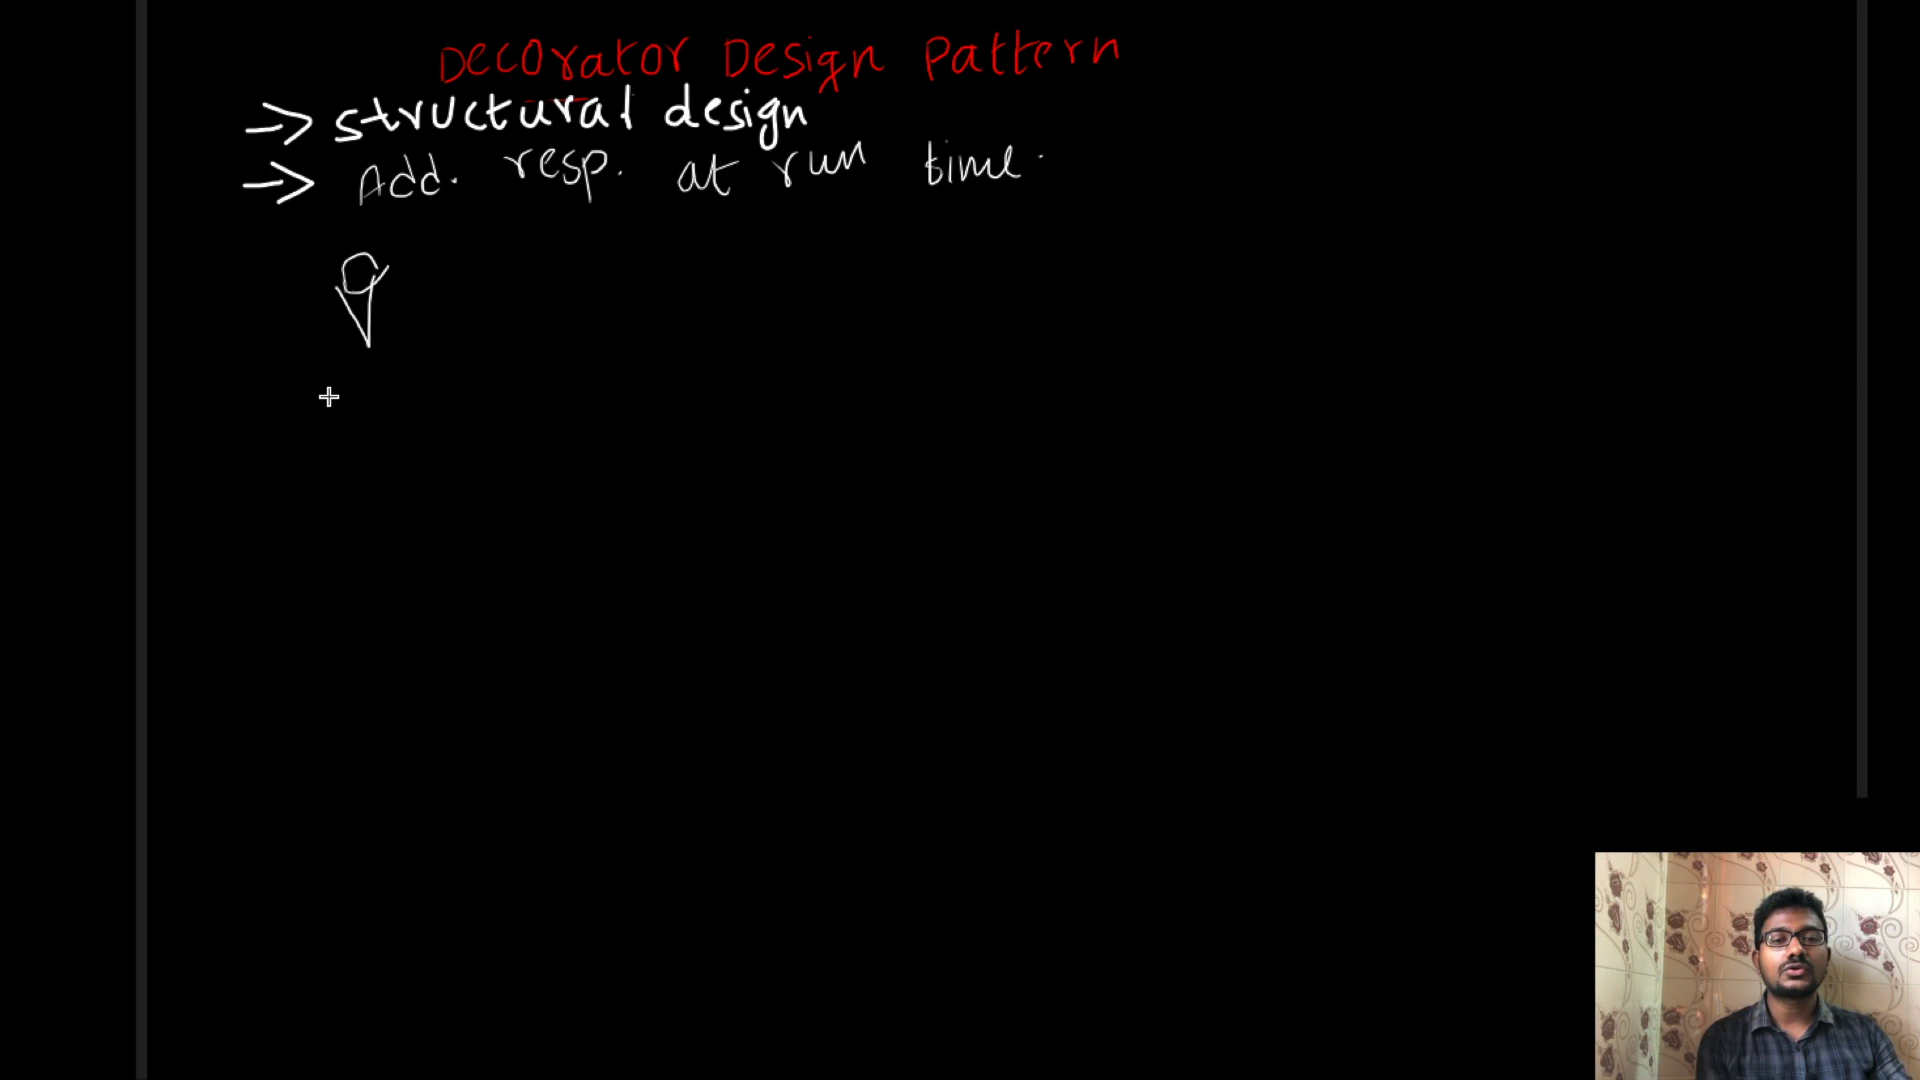 Decorator Design Pattern
=> structural design
=> Add. resp. at run time.